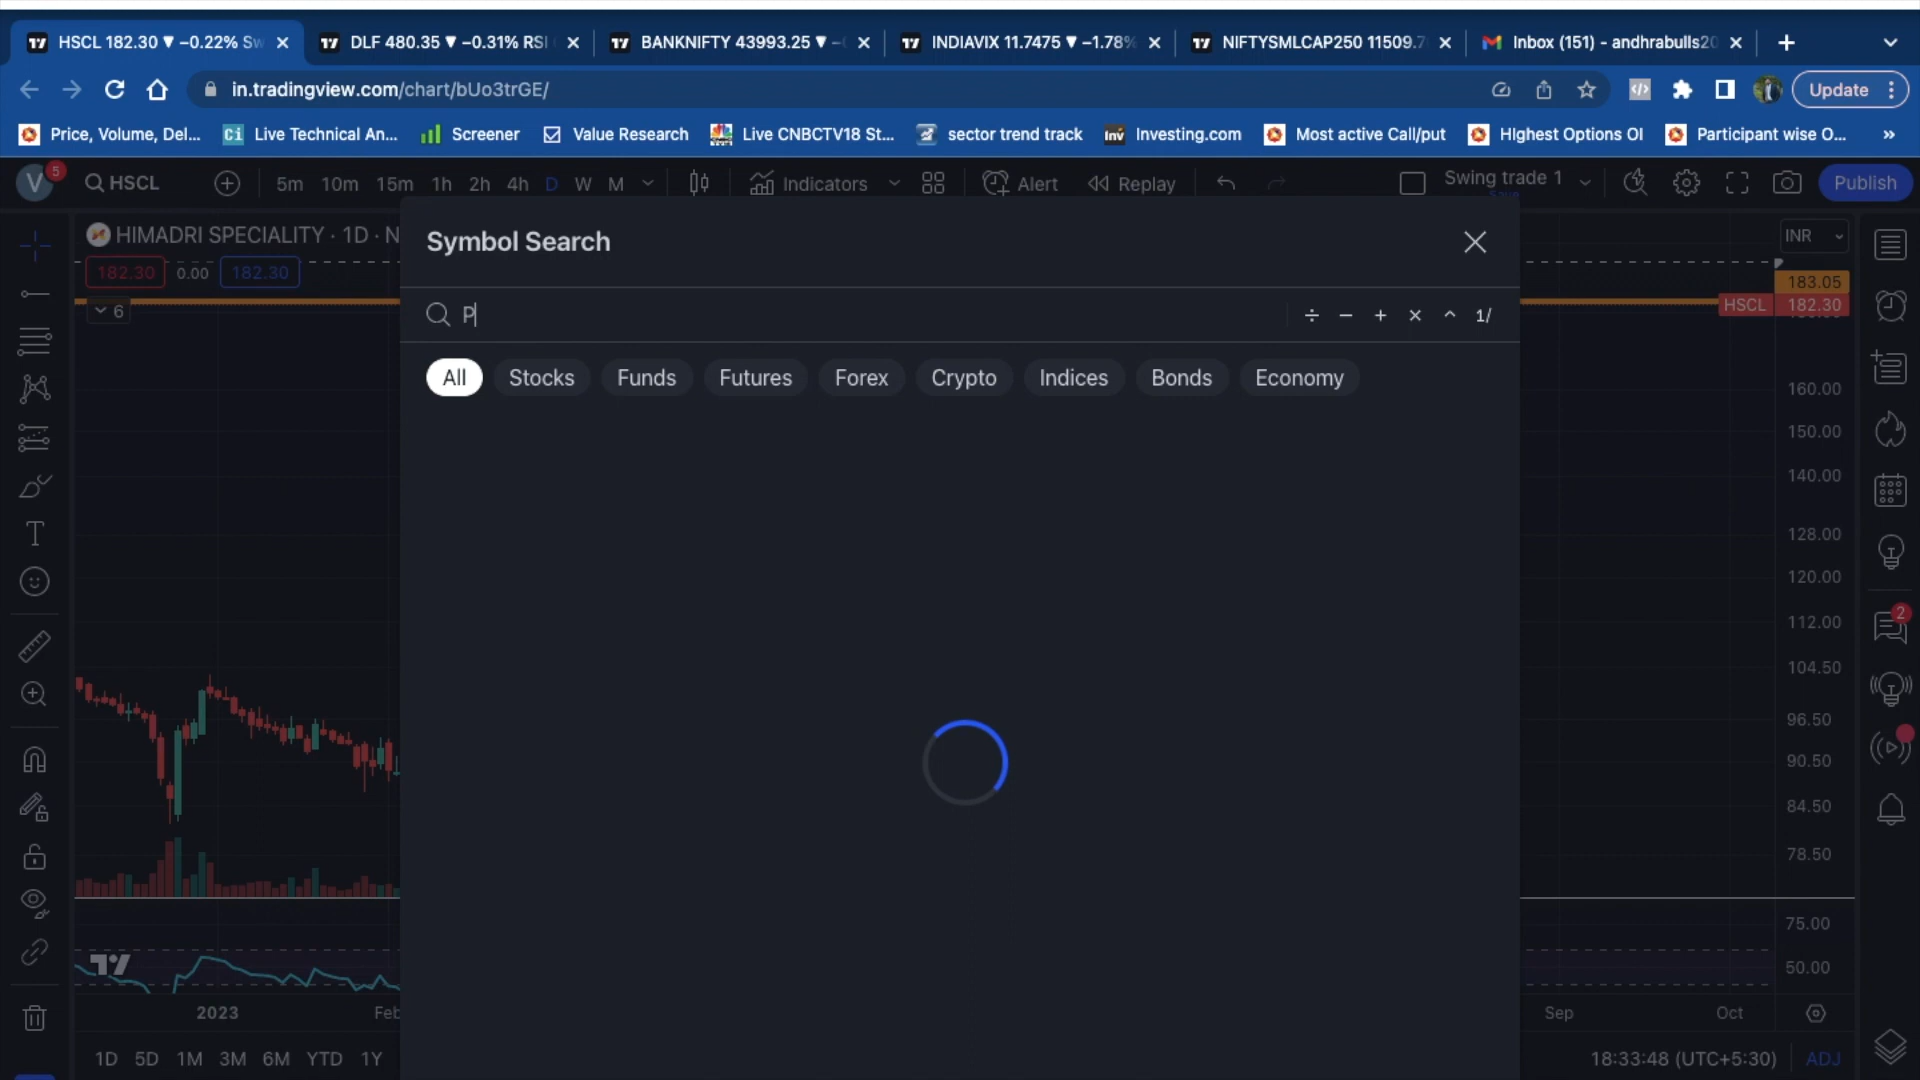 HSCL 182.30 ▼ −0.22% Sw
DLF 480.35 ▼ −0.31% RSI
BANKNIFTY 43993.25 ▼ −
INDIAVIX 11.7475 ▼ −1.78%
NIFTYSMLCAP250 11509.7
Inbox (151) - andhrabulls20
in.tradingview.com/chart/bUo3trGE/
Update
Price, Volume, Del...
Live Technical An...
Screener
Value Research
Live CNBCTV18 St...
sector trend track
Investing.com
Most active Call/put
HIghest Options OI
Participant wise O...
»
V
5
HSCL
5m 10m 15m 1h 2h 4h D W M
Indicators
Alert
Replay
Swing trade 1
Save
Publish
HIMADRI SPECIALITY · 1D · N
182.30 0.00 182.30
6
Symbol Search
P
÷ − + × ^ 1/
All Stocks Funds Futures Forex Crypto Indices Bonds Economy
INR
183.05
HSCL 182.30
160.00
150.00
140.00
128.00
120.00
112.00
104.50
96.50
90.50
84.50
78.50
75.00
50.00
2
2023 Feb Sep Oct
1D 5D 1M 3M 6M YTD 1Y
18:33:48 (UTC+5:30) ADJ